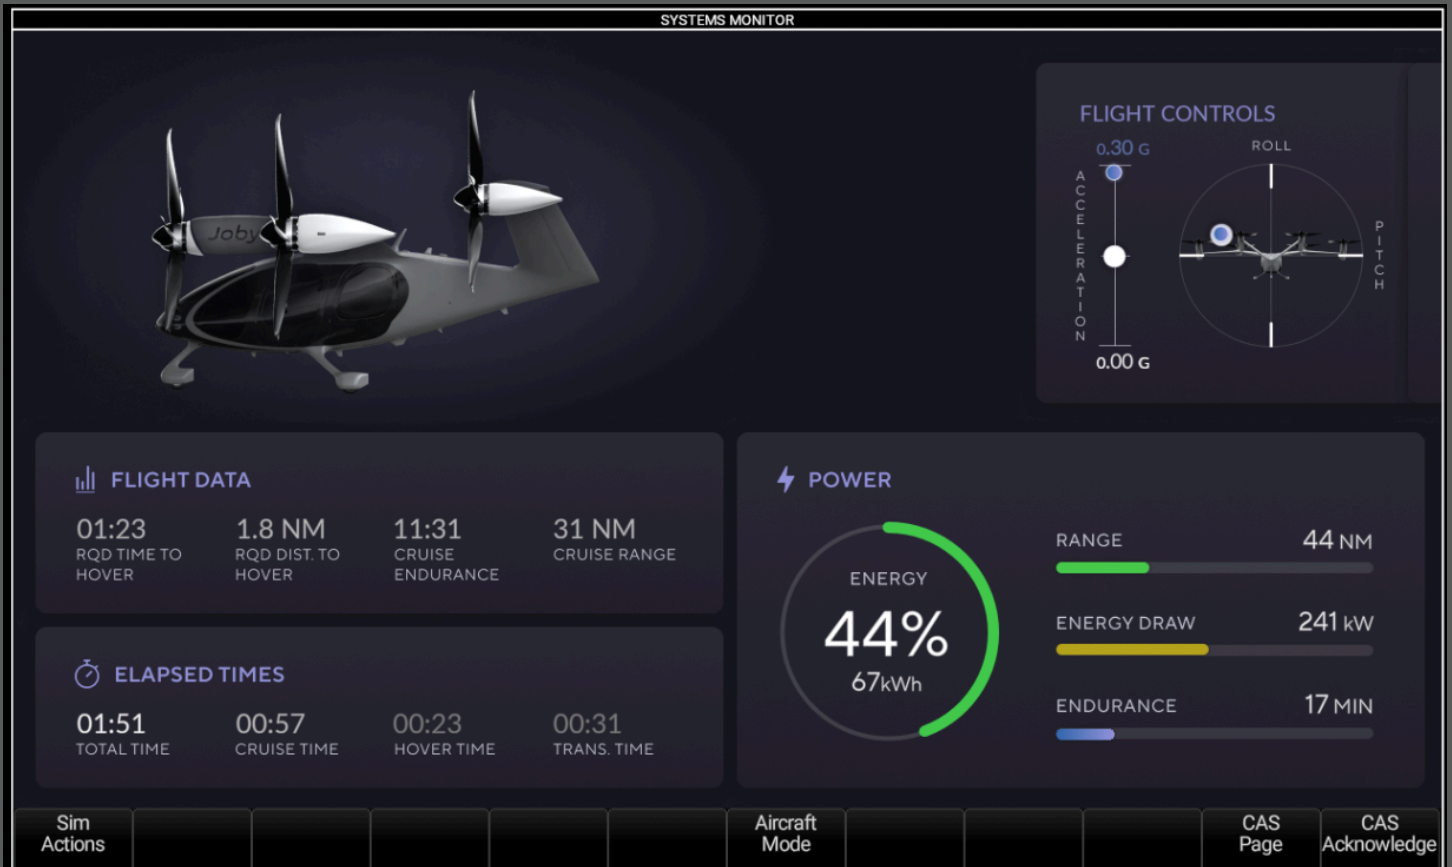 SYSTEMS MONITOR
Joby
FLIGHT CONTROLS
0.30 G
ROLL
ACCELERATION
PITCH
0.00 G
FLIGHT DATA
01:23
RQD TIME TO
HOVER
1.8 NM
RQD DIST. TO
HOVER
11:31
CRUISE
ENDURANCE
31 NM
CRUISE RANGE
ELAPSED TIMES
01:51
TOTAL TIME
00:57
CRUISE TIME
00:23
HOVER TIME
00:31
TRANS. TIME
POWER
ENERGY
44%
67kWh
RANGE
44 NM
ENERGY DRAW
241 kW
ENDURANCE
17 MIN
Sim
Actions
Aircraft
Mode
CAS
Page
CAS
Acknowledge